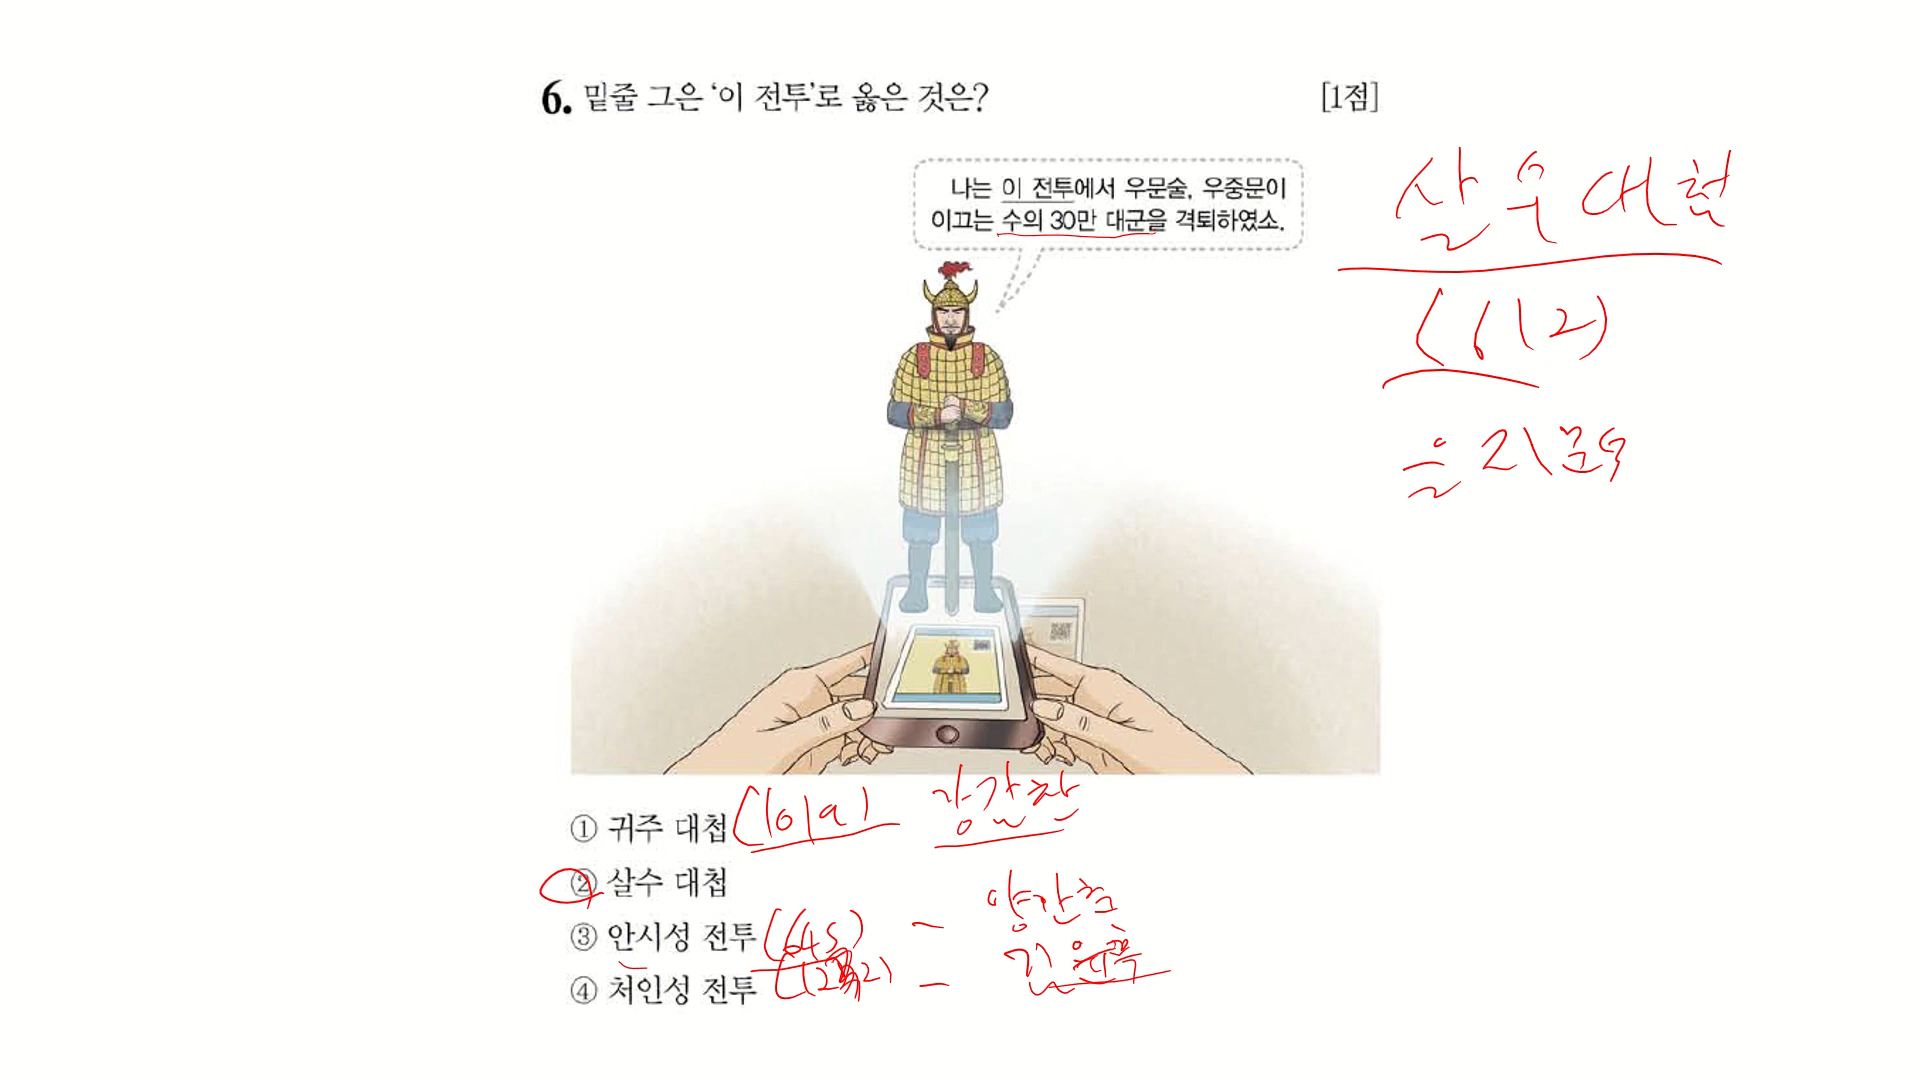 6. 밑줄 그은 ‘이 전투’로 옳은 것은? [1점]
나는 이 전투에서 우문술, 우중문이
이끄는 수의 30만 대군을 격퇴하였소.
살수대첩
(612)
을지문덕
① 귀주 대첩 (1019) 강감찬
② 살수 대첩
③ 안시성 전투 (645) - 양만춘
④ 처인성 전투 - 김윤후